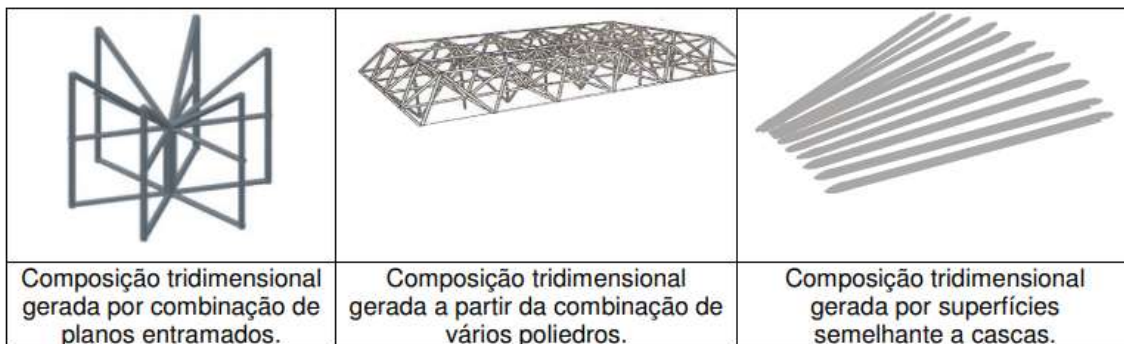 Composição tridimensional
gerada por combinação de
planos entramados.
Composição tridimensional
gerada a partir da combinação de
vários poliedros.
Composição tridimensional
gerada por superfícies
semelhante a cascas.